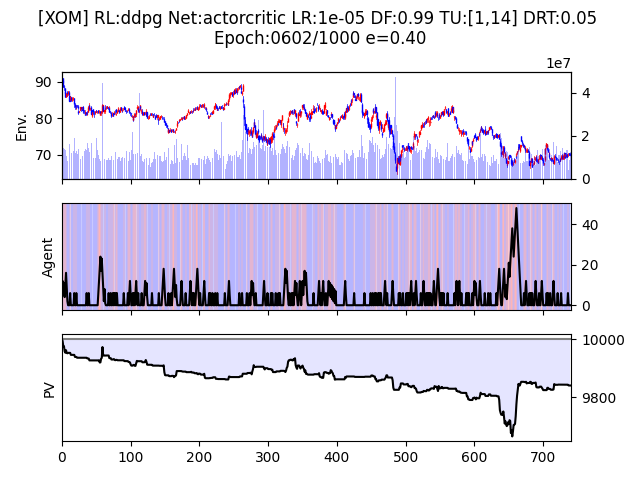 [XOM] RL:ddpg Net:actorcritic LR:1e-05 DF:0.99 TU:[1,14] DRT:0.05
Epoch:0602/1000 e=0.40
1e7
90
80
70
Env.
4
2
0
Agent
40
20
0
PV
10000
9800
0 100 200 300 400 500 600 700